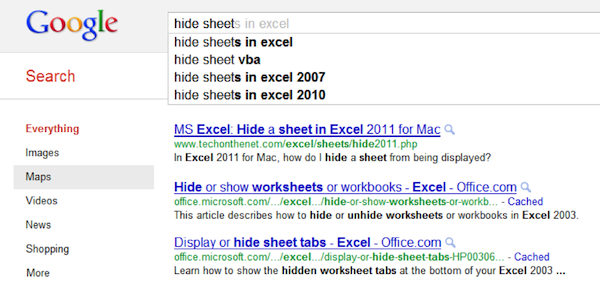 Google
hide sheets in excel
hide sheets in excel
hide sheet vba
hide sheets in excel 2007
hide sheets in excel 2010
Search
Everything
Images
Maps
Videos
News
Shopping
More
MS Excel: Hide a sheet in Excel 2011 for Mac
www.techonthenet.com/excel/sheets/hide2011.php
In Excel 2011 for Mac, how do I hide a sheet from being displayed?
Hide or show worksheets or workbooks - Excel - Office.com
office.microsoft.com/.../excel.../hide-or-show-worksheets-or-workb... - Cached
This article describes how to hide or unhide worksheets or workbooks in Excel 2003.
Display or hide sheet tabs - Excel - Office.com
office.microsoft.com/.../excel.../display-or-hide-sheet-tabs-HP00306... - Cached
Learn how to show the hidden worksheet tabs at the bottom of your Excel 2003 ...